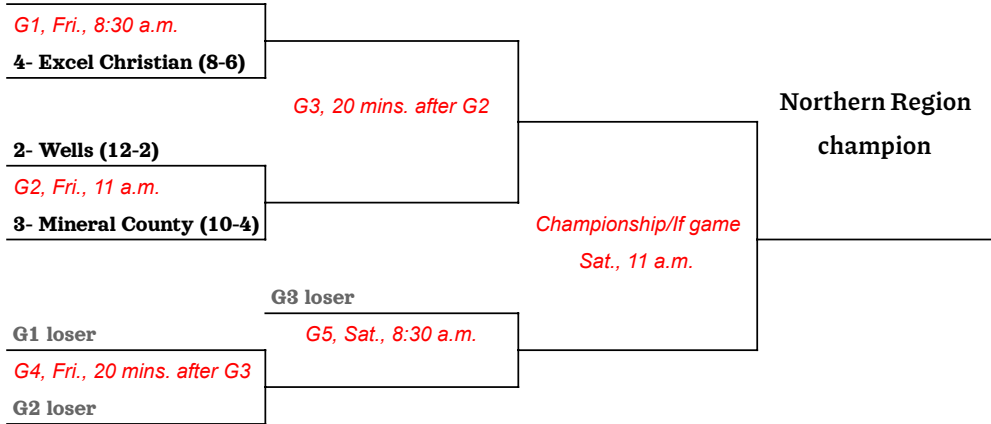 G1, Fri., 8:30 a.m.
4- Excel Christian (8-6)
G3, 20 mins. after G2
2- Wells (12-2)
G2, Fri., 11 a.m.
3- Mineral County (10-4)
Northern Region
champion
Championship/If game
Sat., 11 a.m.
G3 loser
G1 loser
G5, Sat., 8:30 a.m.
G4, Fri., 20 mins. after G3
G2 loser